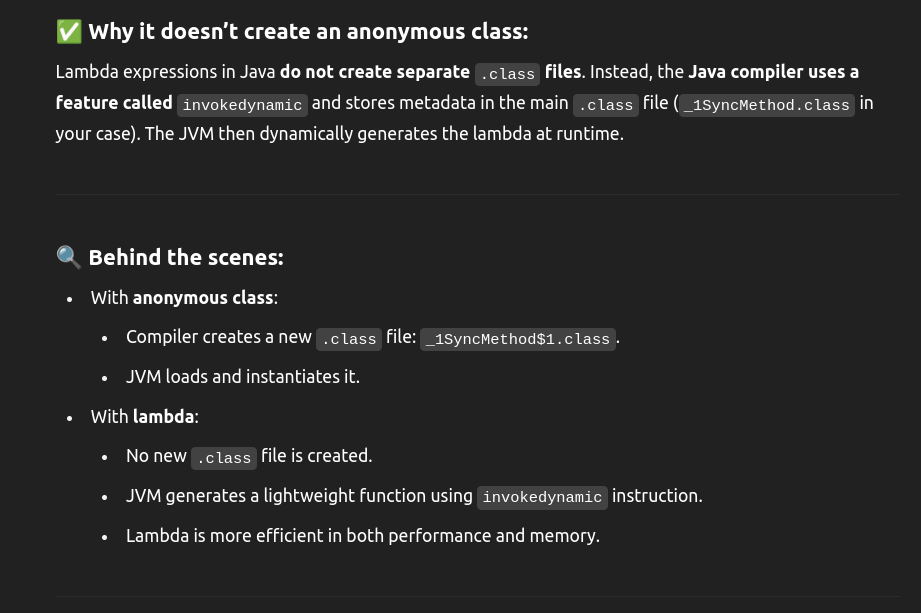 ✅ Why it doesn’t create an anonymous class:
Lambda expressions in Java do not create separate .class files. Instead, the Java compiler uses a
feature called invokedynamic and stores metadata in the main .class file (_1SyncMethod.class in
your case). The JVM then dynamically generates the lambda at runtime.
🔍 Behind the scenes:
• With anonymous class:
• Compiler creates a new .class file: _1SyncMethod$1.class.
• JVM loads and instantiates it.
• With lambda:
• No new .class file is created.
• JVM generates a lightweight function using invokedynamic instruction.
• Lambda is more efficient in both performance and memory.